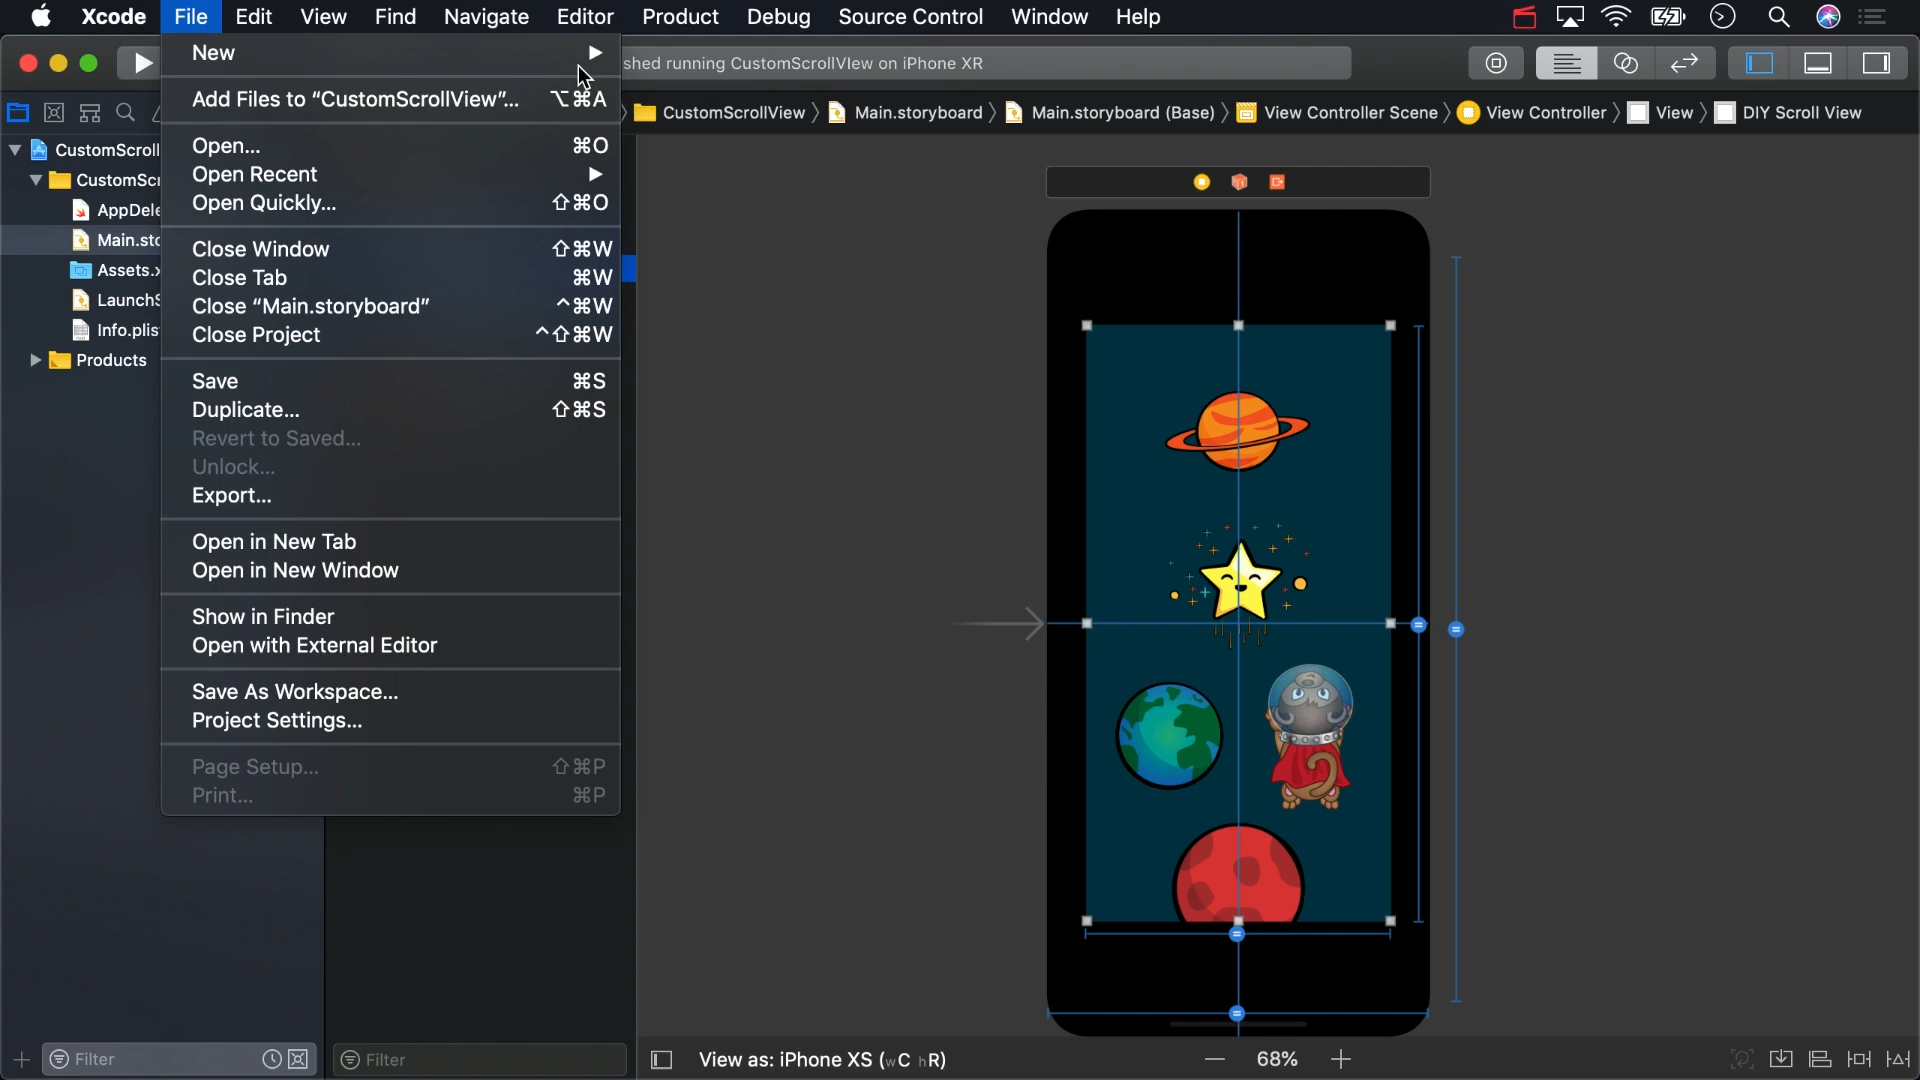 Xcode File Edit View Find Navigate Editor Product Debug Source Control Window Help
shed running CustomScrollVIew on iPhone XR
CustomScrollView Main.storyboard Main.storyboard (Base) View Controller Scene View Controller View DIY Scroll View
CustomScroll
CustomScr
AppDele
Main.sto
Assets.x
LaunchS
Info.plis
Products
New
Add Files to “CustomScrollView”... ⌥⌘A
Open... ⌘O
Open Recent
Open Quickly... ⇧⌘O
Close Window ⇧⌘W
Close Tab ⌘W
Close “Main.storyboard” ^⌘W
Close Project ^⇧⌘W
Save ⌘S
Duplicate... ⇧⌘S
Revert to Saved...
Unlock...
Export...
Open in New Tab
Open in New Window
Show in Finder
Open with External Editor
Save As Workspace...
Project Settings...
Page Setup... ⇧⌘P
Print... ⌘P
Filter
Filter
View as: iPhone XS (wC hR)
68%